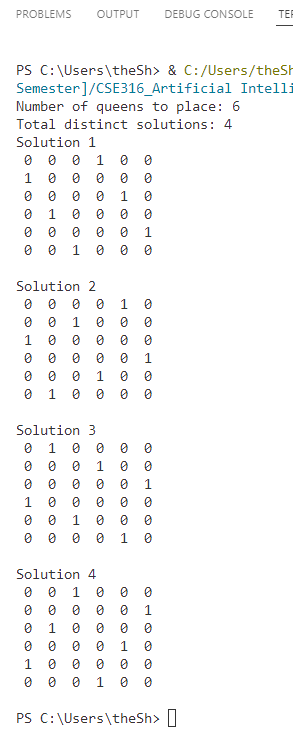 PROBLEMS OUTPUT DEBUG CONSOLE
PS C:\Users\theSh> & C:/Users/theSh
Semester]/CSE316_Artificial Intelli
Number of queens to place: 6
Total distinct solutions: 4
Solution 1
0 0 0 1 0 0
1 0 0 0 0 0
0 0 0 0 1 0
0 1 0 0 0 0
0 0 0 0 0 1
0 0 1 0 0 0
Solution 2
0 0 0 0 1 0
0 0 1 0 0 0
1 0 0 0 0 0
0 0 0 0 0 1
0 0 0 1 0 0
0 1 0 0 0 0
Solution 3
0 1 0 0 0 0
0 0 0 1 0 0
0 0 0 0 0 1
1 0 0 0 0 0
0 0 1 0 0 0
0 0 0 0 1 0
Solution 4
0 0 1 0 0 0
0 0 0 0 0 1
0 1 0 0 0 0
0 0 0 0 1 0
1 0 0 0 0 0
0 0 0 1 0 0
PS C:\Users\theSh>